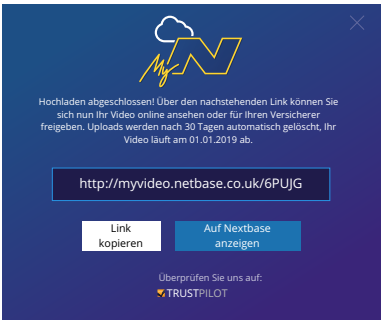 My N
Hochladen abgeschlossen! Über den nachstehenden Link können Sie
sich nun Ihr Video online ansehen oder für Ihren Versicherer
freigeben. Uploads werden nach 30 Tagen automatisch gelöscht, Ihr
Video läuft am 01.01.2019 ab.
http://myvideo.netbase.co.uk/6PUJG
Link
kopieren
Auf Nextbase
anzeigen
Überprüfen Sie uns auf:
TRUSTPILOT